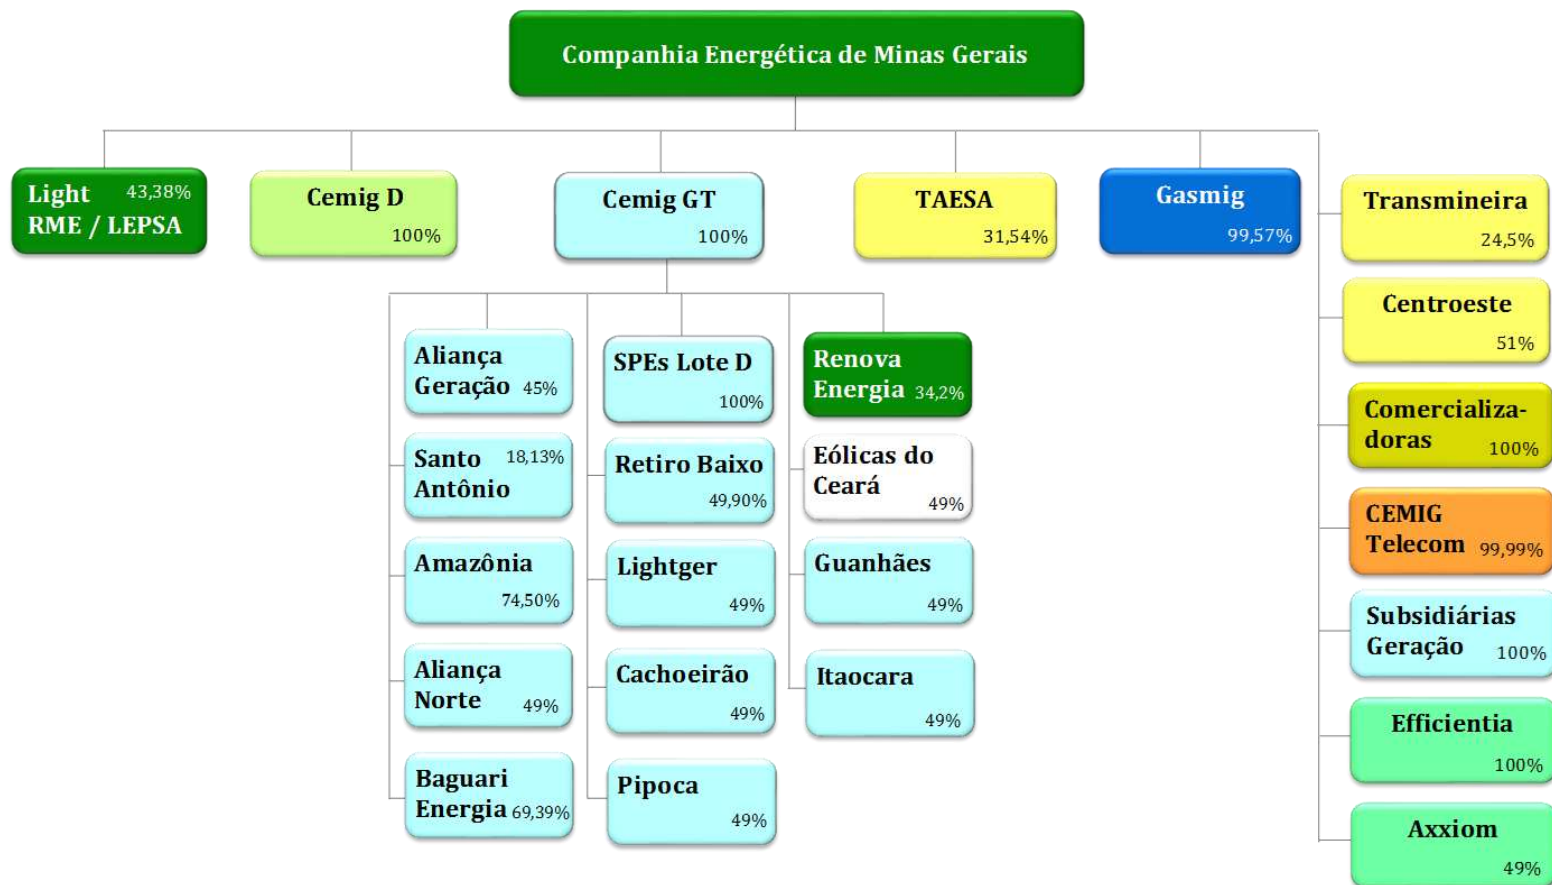 Companhia Energética de Minas Gerais
Light 43,38%
RME / LEPSA
Cemig D
100%
Cemig GT
100%
TAESA
31,54%
Gasmig
99,57%
Transmineira
24,5%
Centroeste
51%
Comercializa-
doras 100%
CEMIG
Telecom 99,99%
Subsidiárias
Geração 100%
Efficientia
100%
Axxiom
49%
Aliança
Geração 45%
Santo 18,13%
Antônio
Amazônia
74,50%
Aliança
Norte 49%
Baguari
Energia 69,39%
SPEs Lote D
100%
Retiro Baixo
49,90%
Lightger
49%
Cachoeirão
49%
Pipoca
49%
Renova
Energia 34,2%
Eólicas do
Ceará
49%
Guanhães
49%
Itaocara
49%